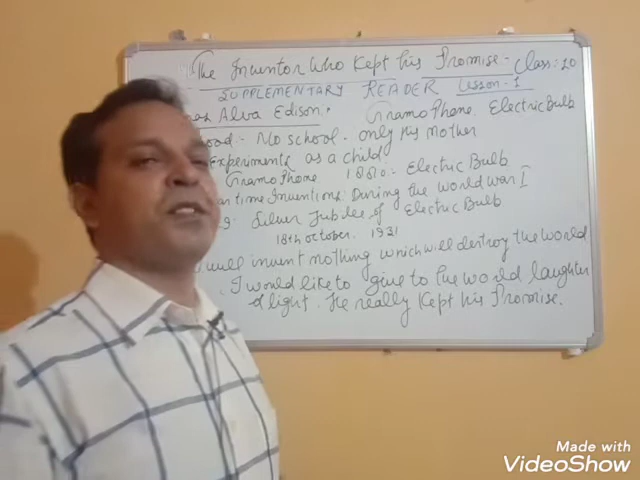 The Inventor Who Kept his Promise - Class: 10
SUPPLEMENTARY READER Lesson-1
Alva Edison. GramoPhone Electric Bulb
No school. only his mother
Experiments as a child
GramoPhone Electric Bulb
time Inventions: During the world war I
Silver Jubilee of Electric Bulb
18th october. 1931
will invent nothing which will destroy the world
I would like to give to the world laughter
& light. He really Kept his Promise.
Made with
VideoShow